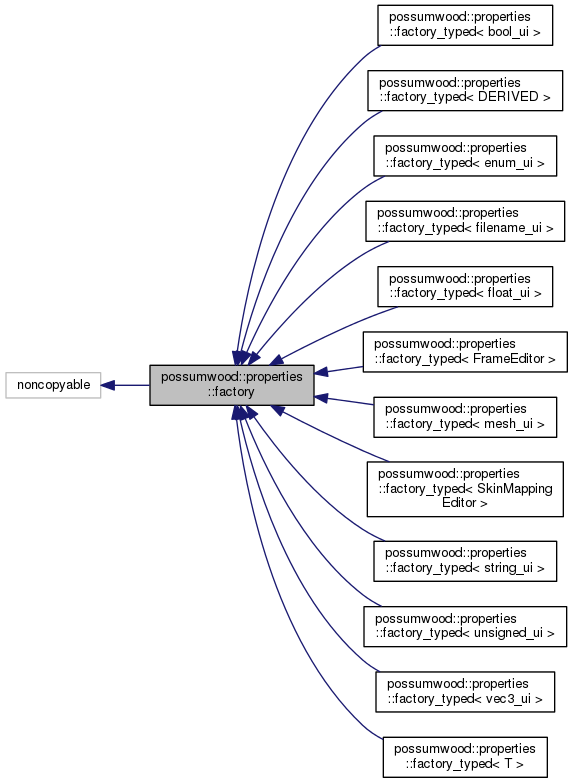 possumwood::properties
::factory_typed< bool_ui >
possumwood::properties
::factory_typed< DERIVED >
possumwood::properties
::factory_typed< enum_ui >
possumwood::properties
::factory_typed< filename_ui >
possumwood::properties
::factory_typed< float_ui >
possumwood::properties
::factory_typed< FrameEditor >
noncopyable
possumwood::properties
::factory
possumwood::properties
::factory_typed< mesh_ui >
possumwood::properties
::factory_typed< SkinMapping
Editor >
possumwood::properties
::factory_typed< string_ui >
possumwood::properties
::factory_typed< unsigned_ui >
possumwood::properties
::factory_typed< vec3_ui >
possumwood::properties
::factory_typed< T >